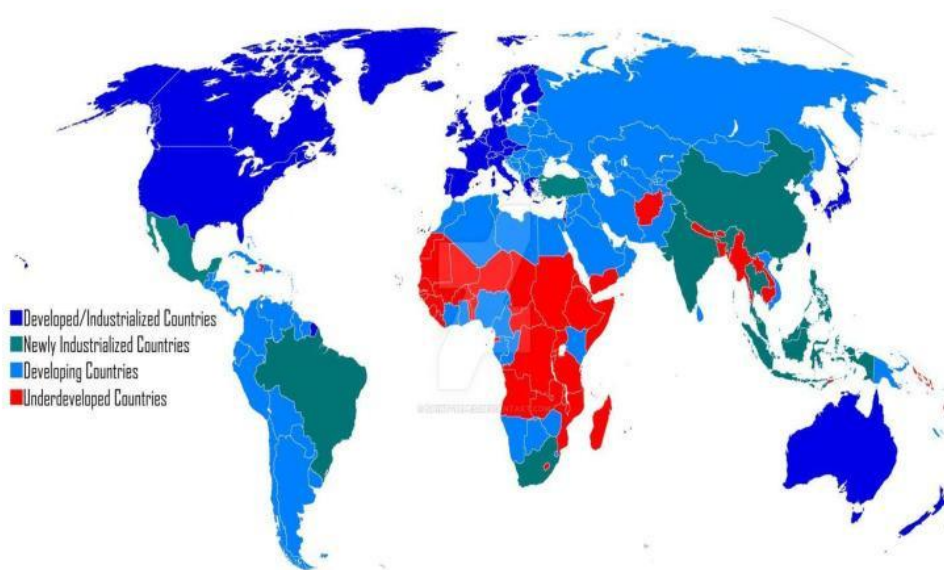 Developed/Industrialized Countries
Newly Industrialized Countries
Developing Countries
Underdeveloped Countries